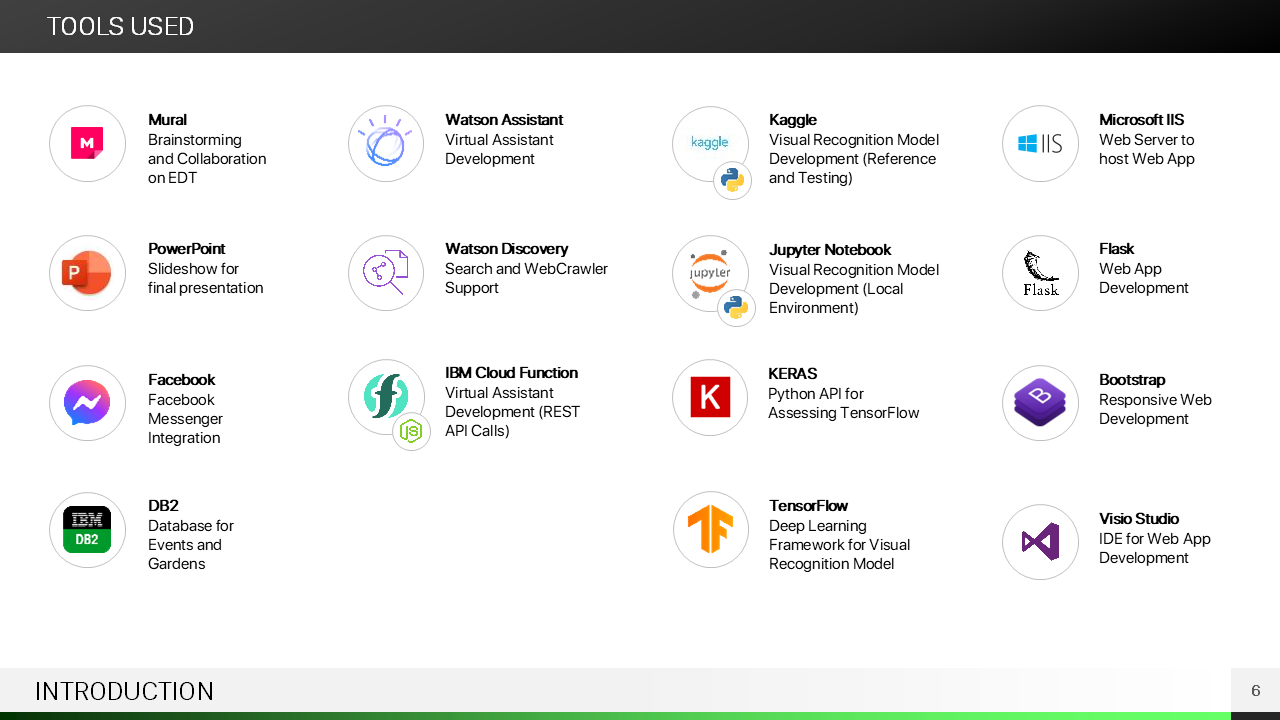 TOOLS USED
Mural
Brainstorming
and Collaboration
on EDT
Watson Assistant
Virtual Assistant
Development
kaggle
Kaggle
Visual Recognition Model
Development (Reference
and Testing)
IIS
Microsoft IIS
Web Server to
host Web App
P
PowerPoint
Slideshow for
final presentation
Watson Discovery
Search and WebCrawler
Support
jupyter
Jupyter Notebook
Visual Recognition Model
Development (Local
Environment)
Flask
Flask
Web App
Development
Facebook
Facebook
Messenger
Integration
IBM Cloud Function
Virtual Assistant
Development (REST
API Calls)
JS
K
KERAS
Python API for
Assessing TensorFlow
B
Bootstrap
Responsive Web
Development
IBM
DB2
DB2
Database for
Events and
Gardens
TensorFlow
Deep Learning
Framework for Visual
Recognition Model
Visio Studio
IDE for Web App
Development
INTRODUCTION
6